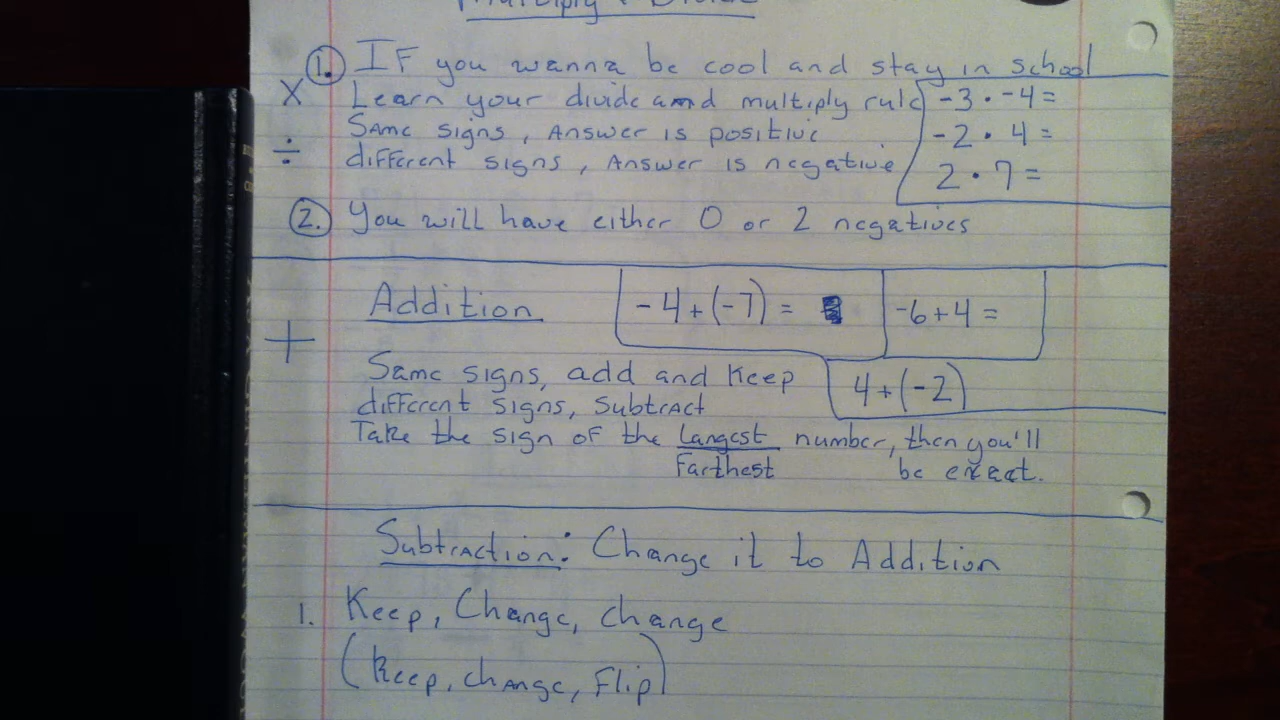 Multiply & Divide
1. IF you wanna be cool and stay in school
X Learn your divide and multiply rule -3 · -4 =
Same signs, Answer is positive -2 · 4 =
÷ different signs, Answer is negative 2 · 7 =
2. You will have either 0 or 2 negatives
Addition -4 + (-7) = -6 + 4 =
+
Same signs, add and Keep 4 + (-2)
different signs, Subtract
Take the sign of the largest number, then you'll
Farthest be exact.
Subtraction: Change it to Addition
1. Keep, Change, change
(Keep, change, Flip)